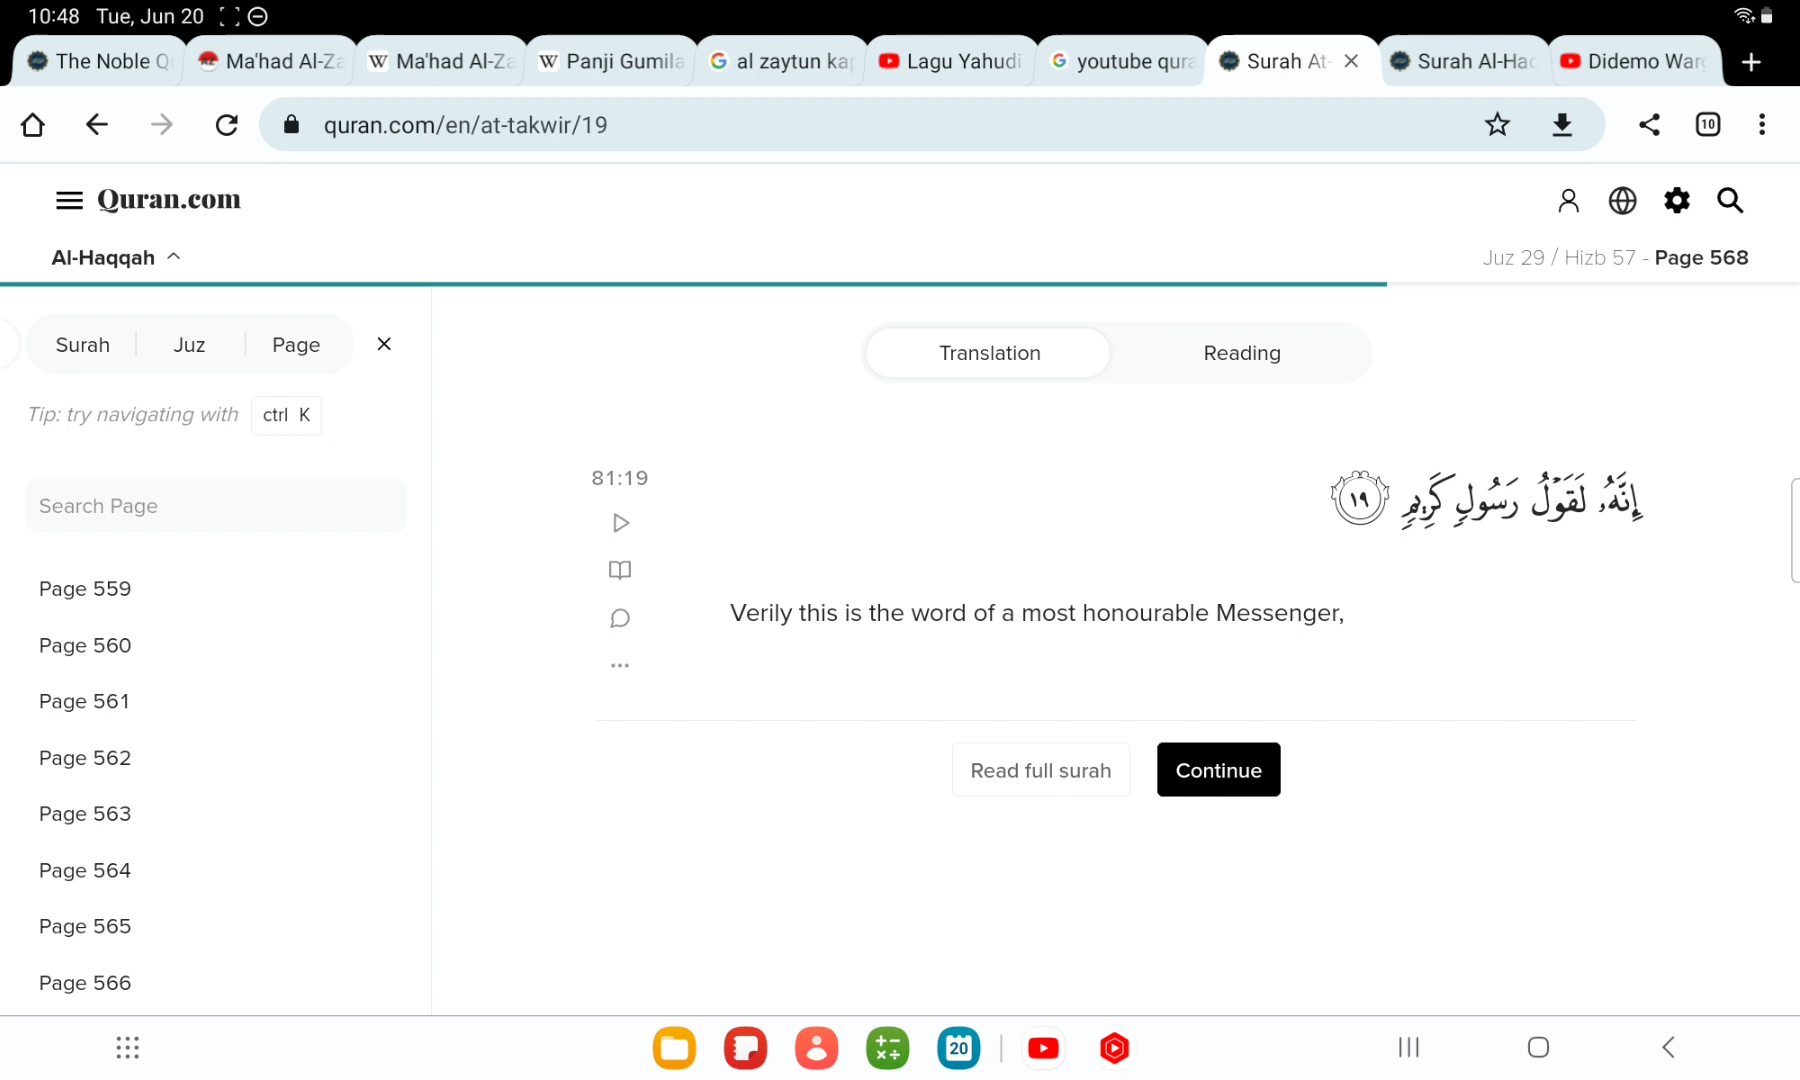 10:48 Tue, Jun 20
The Noble Q
Ma'had Al-Za
Ma'had Al-Za
Panji Gumila
al zaytun kap
Lagu Yahudi
youtube qura
Surah At-
Surah Al-Hac
Didemo Warg
quran.com/en/at-takwir/19
10
Quran.com
Al-Haqqah
Juz 29 / Hizb 57 - Page 568
Surah
Juz
Page
Translation
Reading
Tip: try navigating with ctrl K
81:19
إِنَّهُۥ لَقَوْلُ رَسُولٍ كَرِيمٍ ١٩
Search Page
Page 559
Verily this is the word of a most honourable Messenger,
Page 560
Page 561
Page 562
Read full surah
Continue
Page 563
Page 564
Page 565
Page 566
20